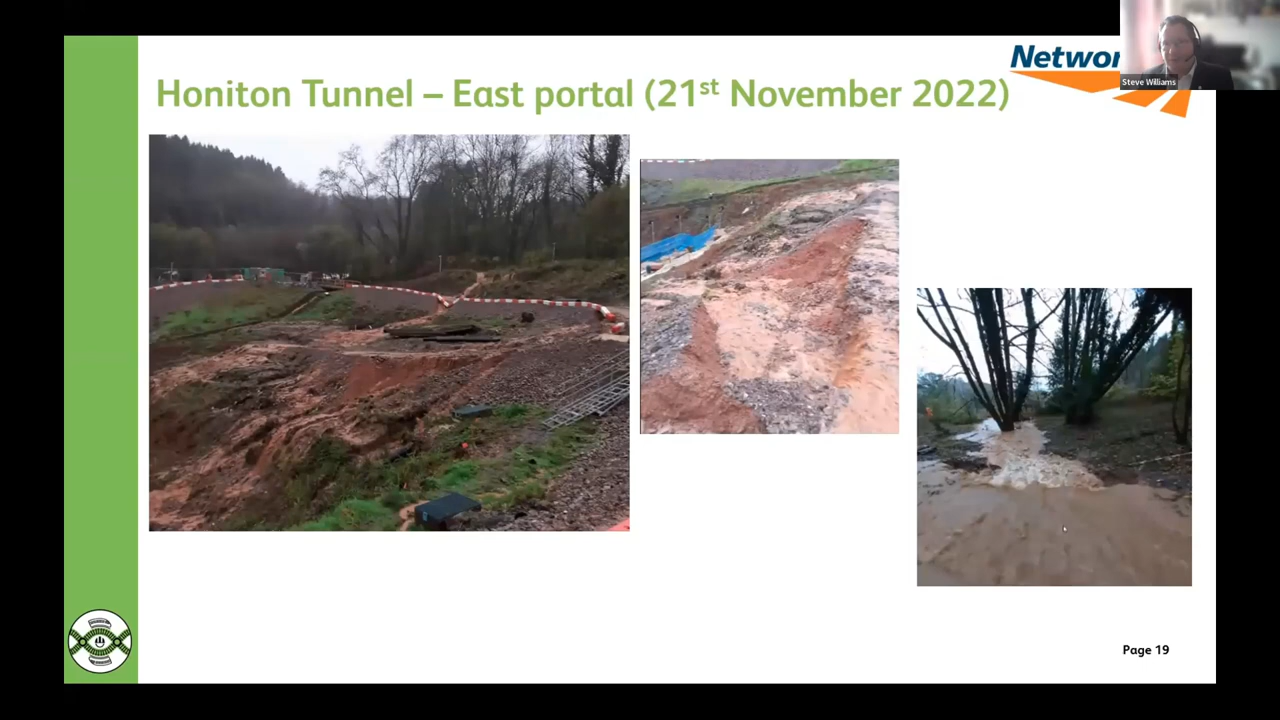 Networ
Steve Williams
Honiton Tunnel – East portal (21st November 2022)
Page 19